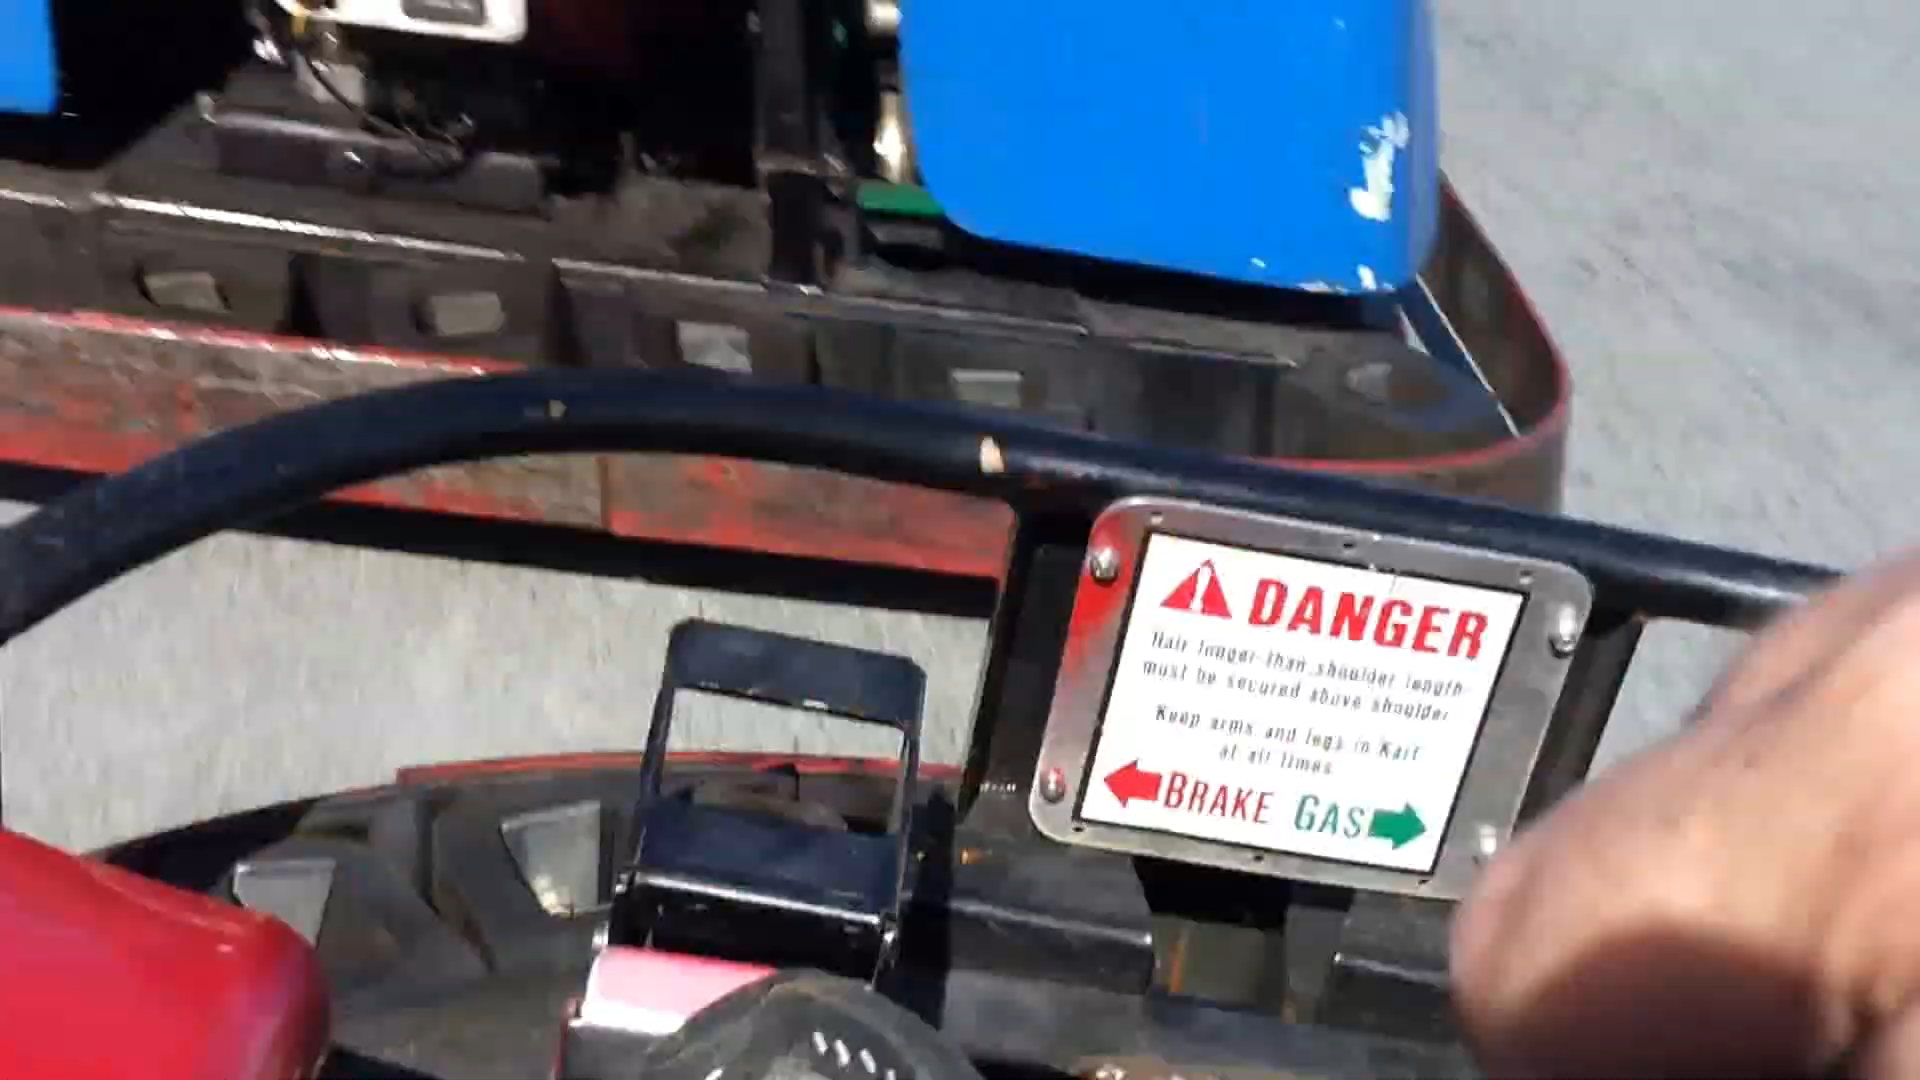 DANGER
Hair longer than shoulder length
must be secured above shoulder
Keep arms and legs in Kart
at all times
BRAKE GAS